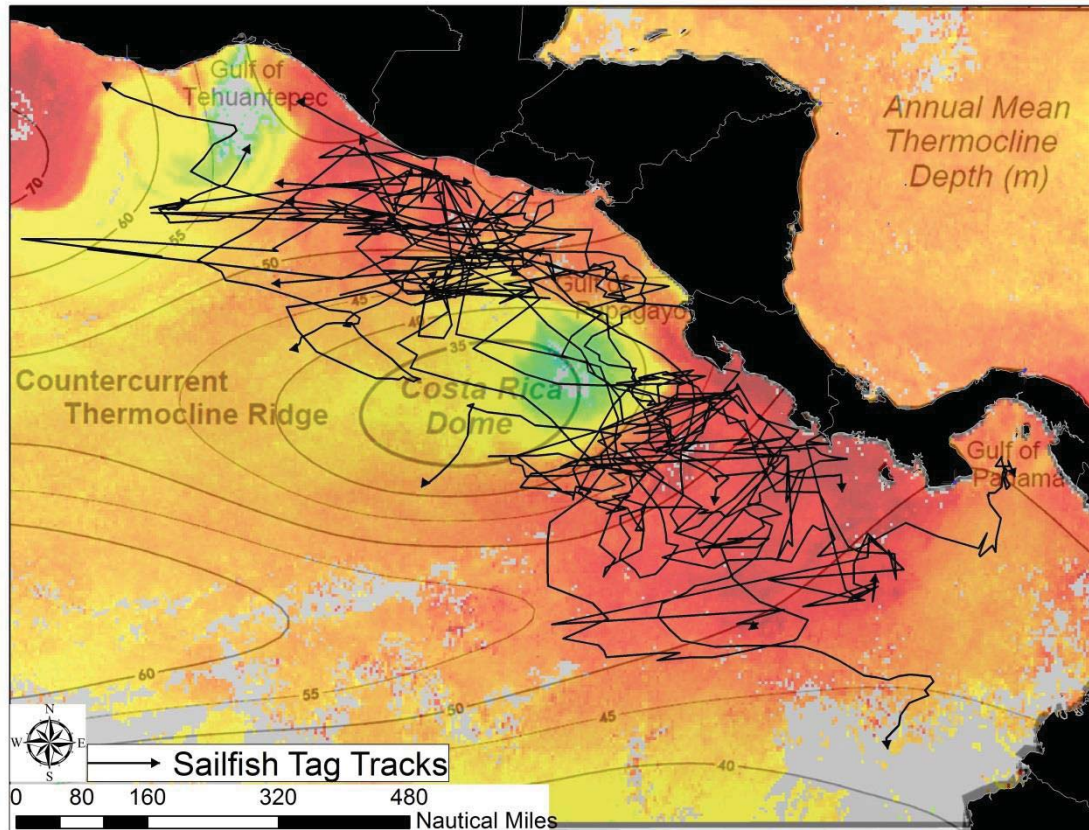 Gulf of
Tehuantepec
Annual Mean
Thermocline
Depth (m)
70
60
55
50
45
40
35
Gulf of
Papagayo
Countercurrent
Thermocline Ridge
Costa Rica
Dome
Gulf of
Panama
60
55
50
45
40
N
W
E
S
Sailfish Tag Tracks
0 80 160 320 480
Nautical Miles